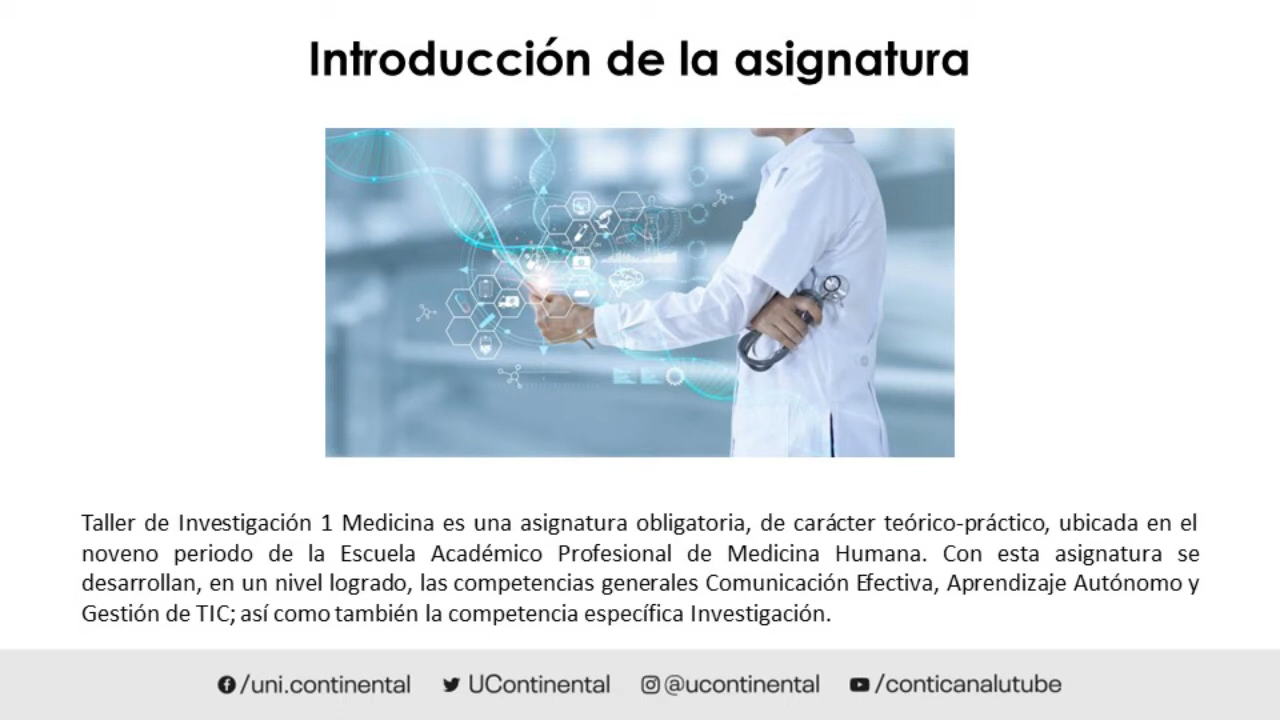 Introducción de la asignatura
Taller de Investigación 1 Medicina es una asignatura obligatoria, de carácter teórico-práctico, ubicada en el
noveno periodo de la Escuela Académico Profesional de Medicina Humana. Con esta asignatura se
desarrollan, en un nivel logrado, las competencias generales Comunicación Efectiva, Aprendizaje Autónomo y
Gestión de TIC; así como también la competencia específica Investigación.
/uni.continental UContinental @ucontinental /conticanalutube